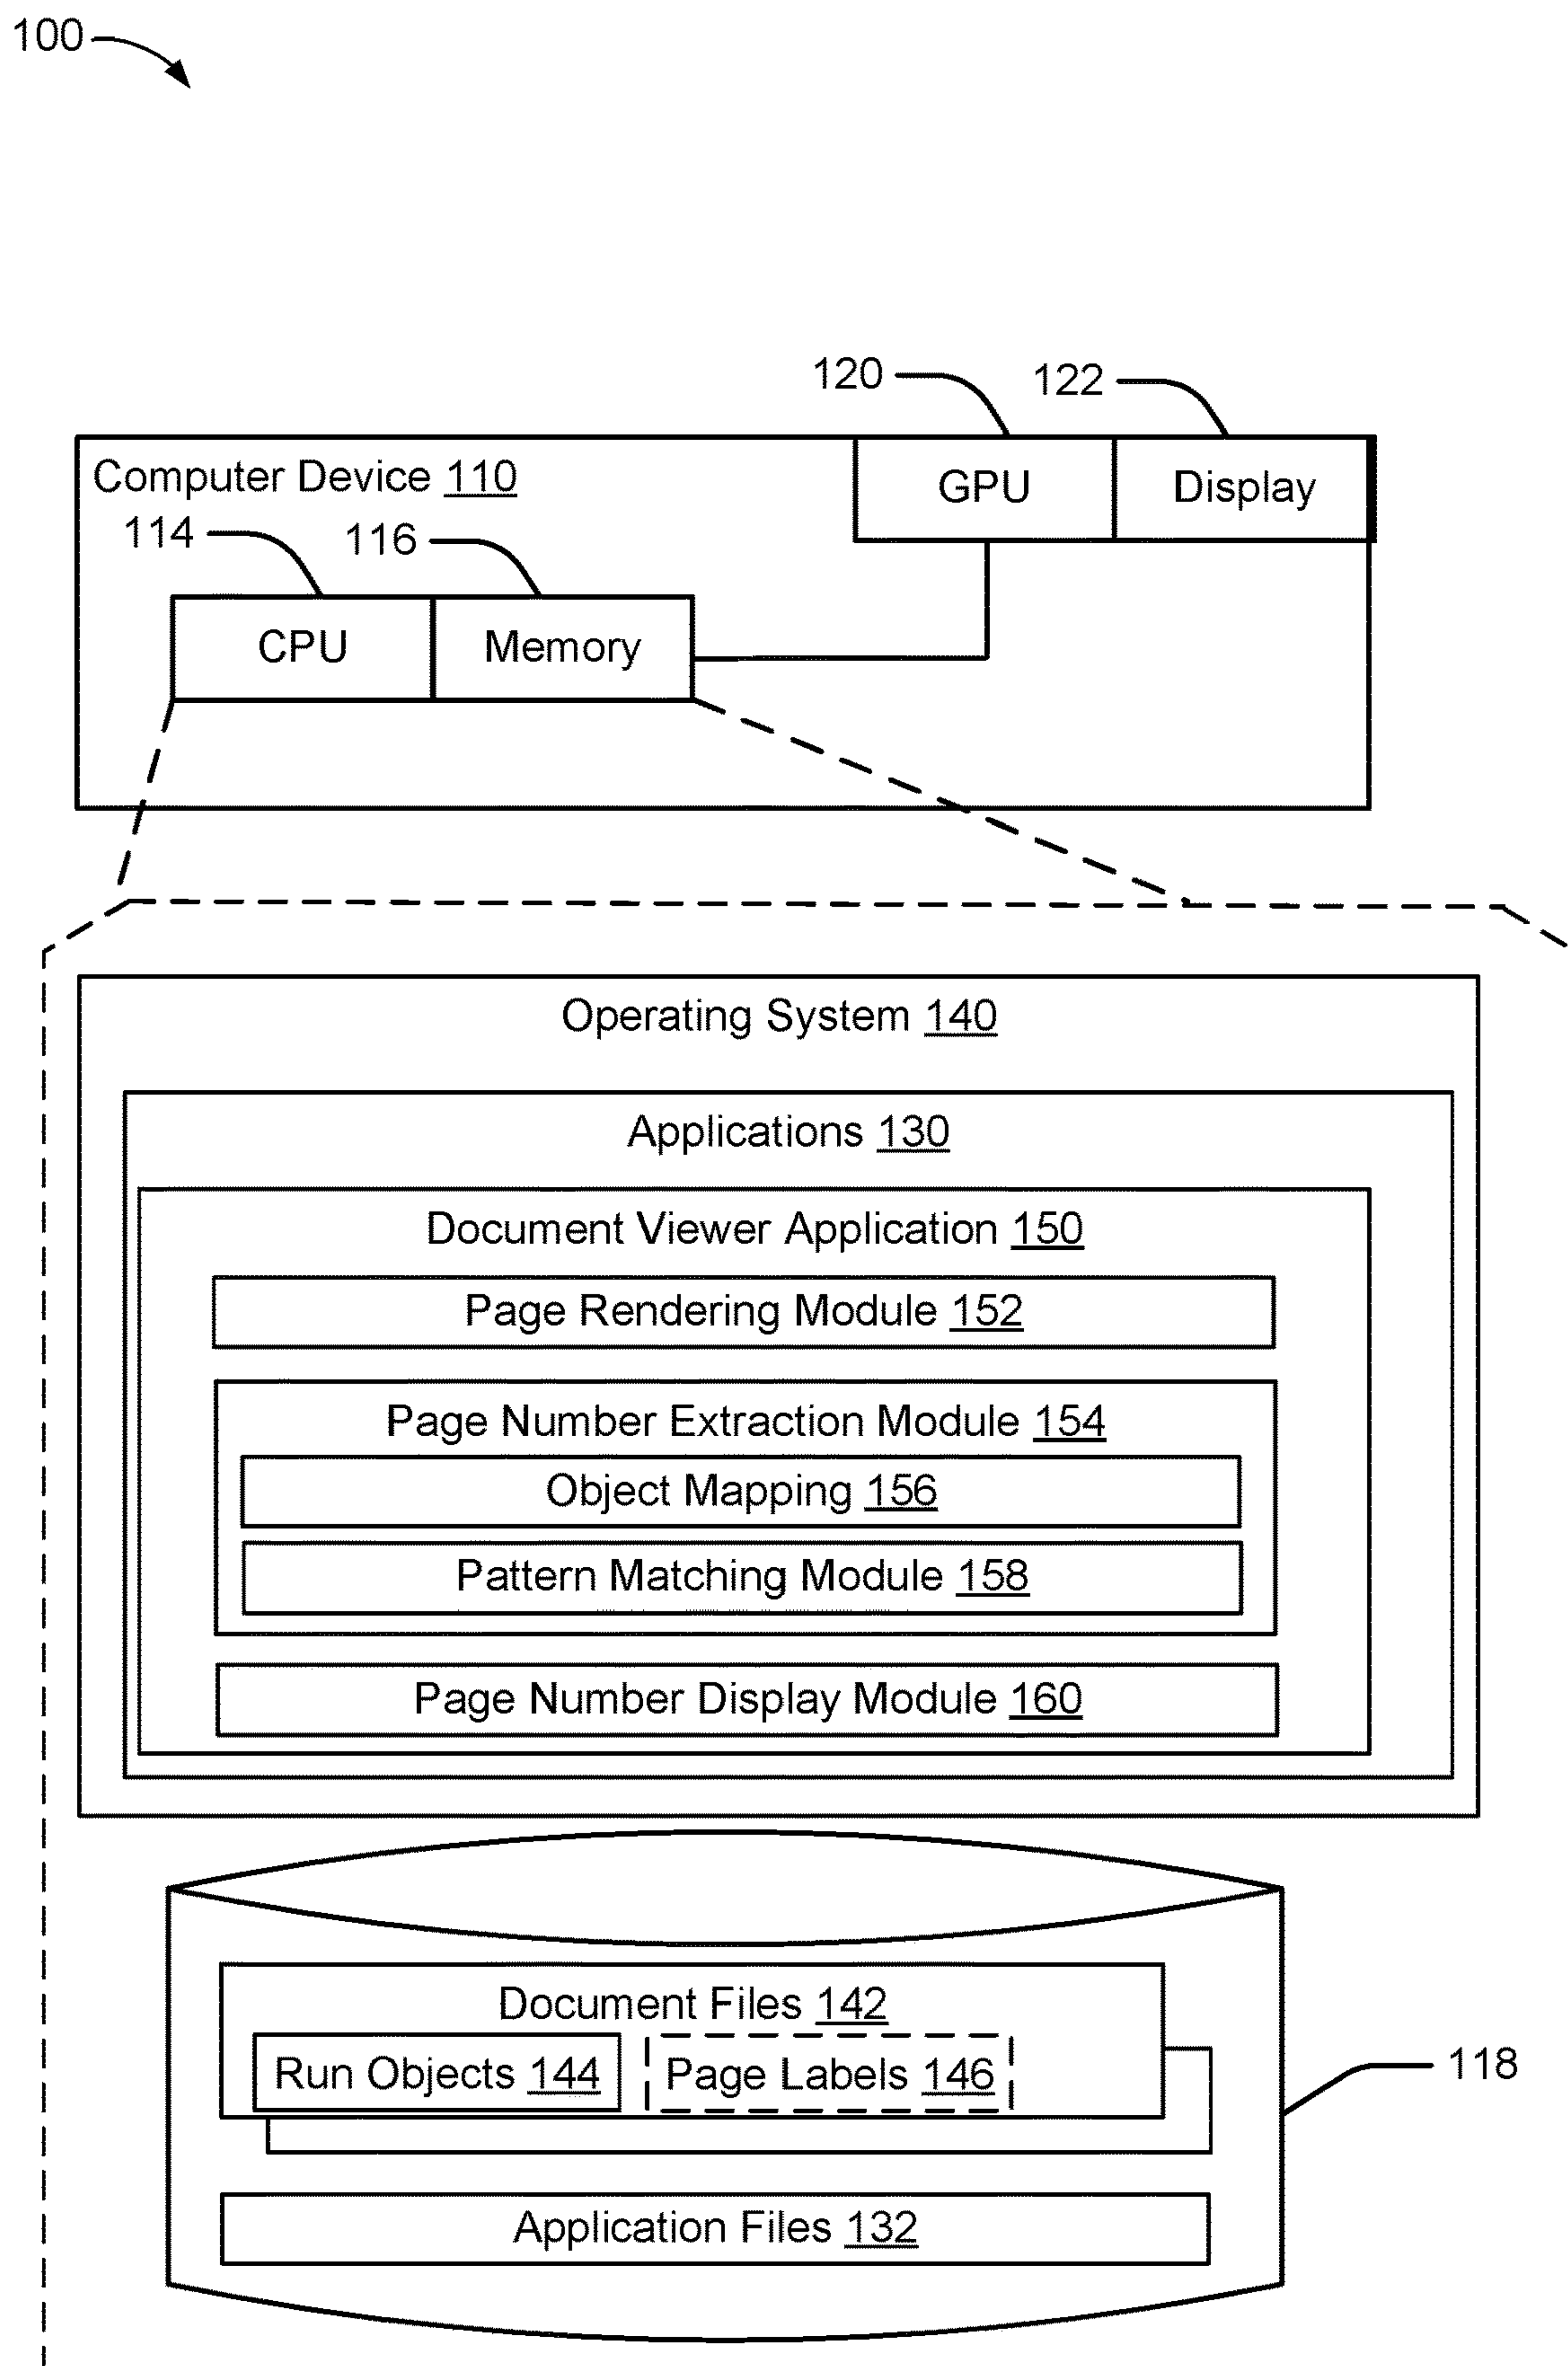 100
120
122
Computer Device 110
GPU
Display
114
116
CPU
Memory
Operating System 140
Applications 130
Document Viewer Application 150
Page Rendering Module 152
Page Number Extraction Module 154
Object Mapping 156
Pattern Matching Module 158
Page Number Display Module 160
Document Files 142
Run Objects 144
Page Labels 146
118
Application Files 132